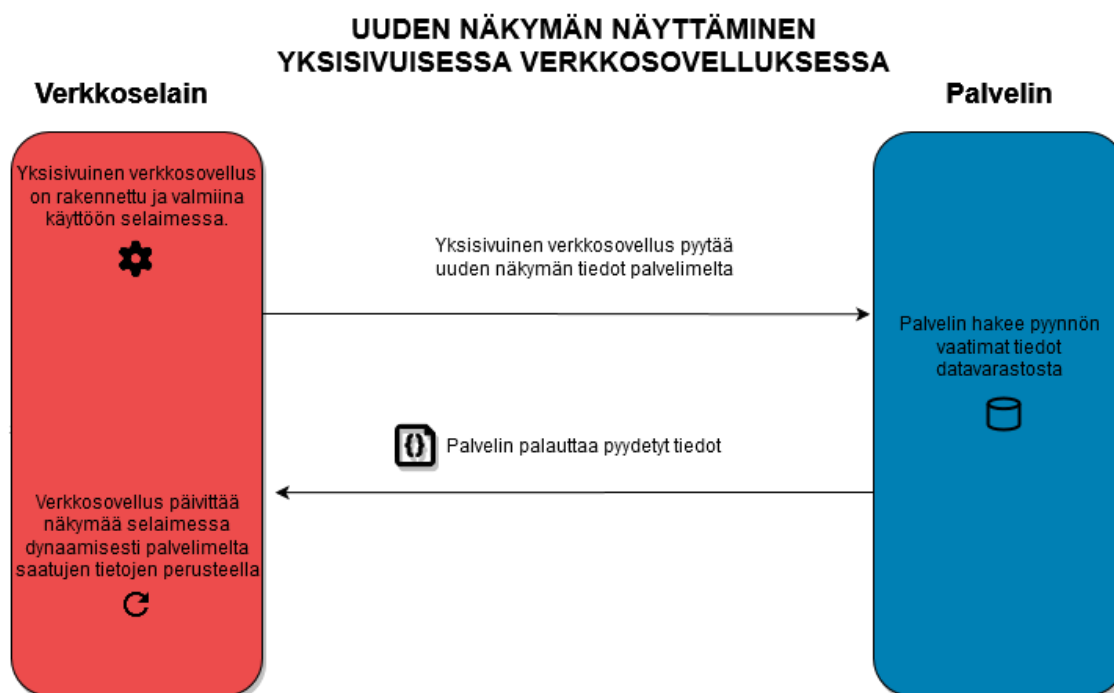 UUDEN NÄKYMÄN NÄYTTÄMINEN
YKSISIVUISESSA VERKKOSOVELLUKSESSA
Verkkoselain
Palvelin
Yksisivuinen verkkosovellus
on rakennettu ja valmiina
käyttöön selaimessa.
Yksisivuinen verkkosovellus pyytää
uuden näkymän tiedot palvelimelta
Palvelin hakee pyynnön
vaatimat tiedot
datavarastosta
{} Palvelin palauttaa pyydetyt tiedot
Verkkosovellus päivittää
näkymää selaimessa
dynaamisesti palvelimelta
saatujen tietojen perusteella